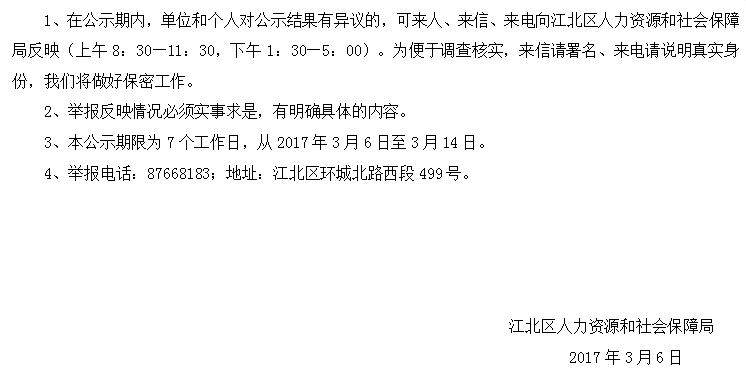 1、在公示期内，单位和个人对公示结果有异议的，可来人、来信、来电向江北区人力资源和社会保障
局反映（上午 8：30—11：30，下午 1：30—5：00）。为便于调查核实，来信请署名、来电请说明真实身
份，我们将做好保密工作。
2、举报反映情况必须实事求是，有明确具体的内容。
3、本公示期限为 7 个工作日，从 2017 年 3 月 6 日至 3 月 14 日。
4、举报电话：87668183；地址：江北区环城北路西段 499 号。
江北区人力资源和社会保障局
2017 年 3 月 6 日